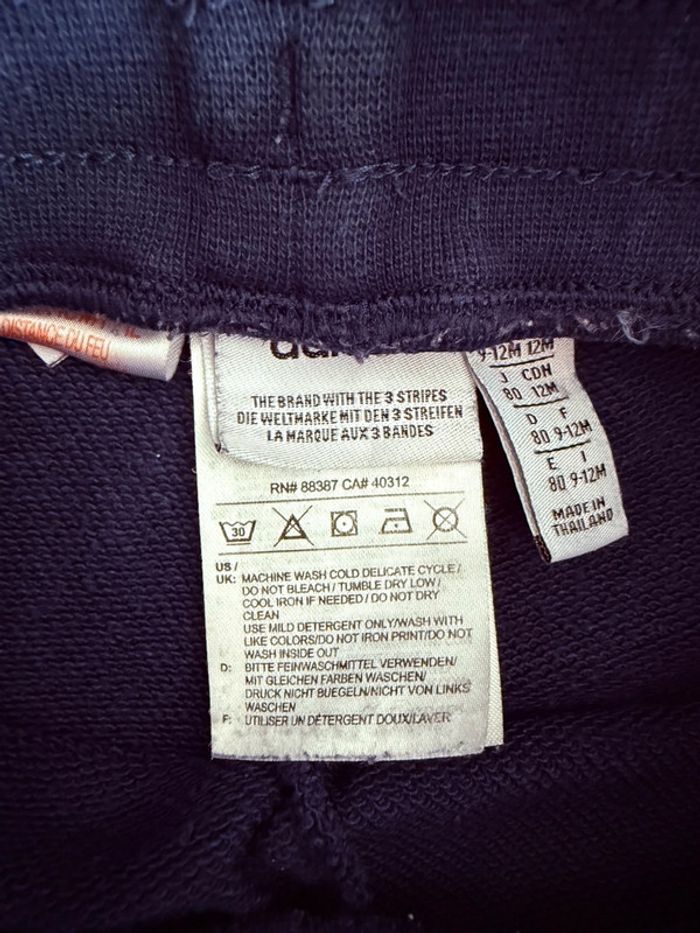 NISTANCE DU FEU
THE BRAND WITH THE 3 STRIPES
DIE WELTMARKE MIT DEN 3 STREIFEN
LA MARQUE AUX 3 BANDES
RN# 88387 CA# 40312
30
US /
UK: MACHINE WASH COLD DELICATE CYCLE /
DO NOT BLEACH / TUMBLE DRY LOW /
COOL IRON IF NEEDED / DO NOT DRY
CLEAN
USE MILD DETERGENT ONLY/WASH WITH
LIKE COLORS/DO NOT IRON PRINT/DO NOT
WASH INSIDE OUT
D: BITTE FEINWASCHMITTEL VERWENDEN/
MIT GLEICHEN FARBEN WASCHEN/
DRUCK NICHT BUEGELN/NICHT VON LINKS
WASCHEN
F: UTILISER UN DÉTERGENT DOUX/LAVER
9-12M 12M
J CDN
80 12M
D F
80 9-12M
E I
80 9-12M
MADE IN
THAILAND